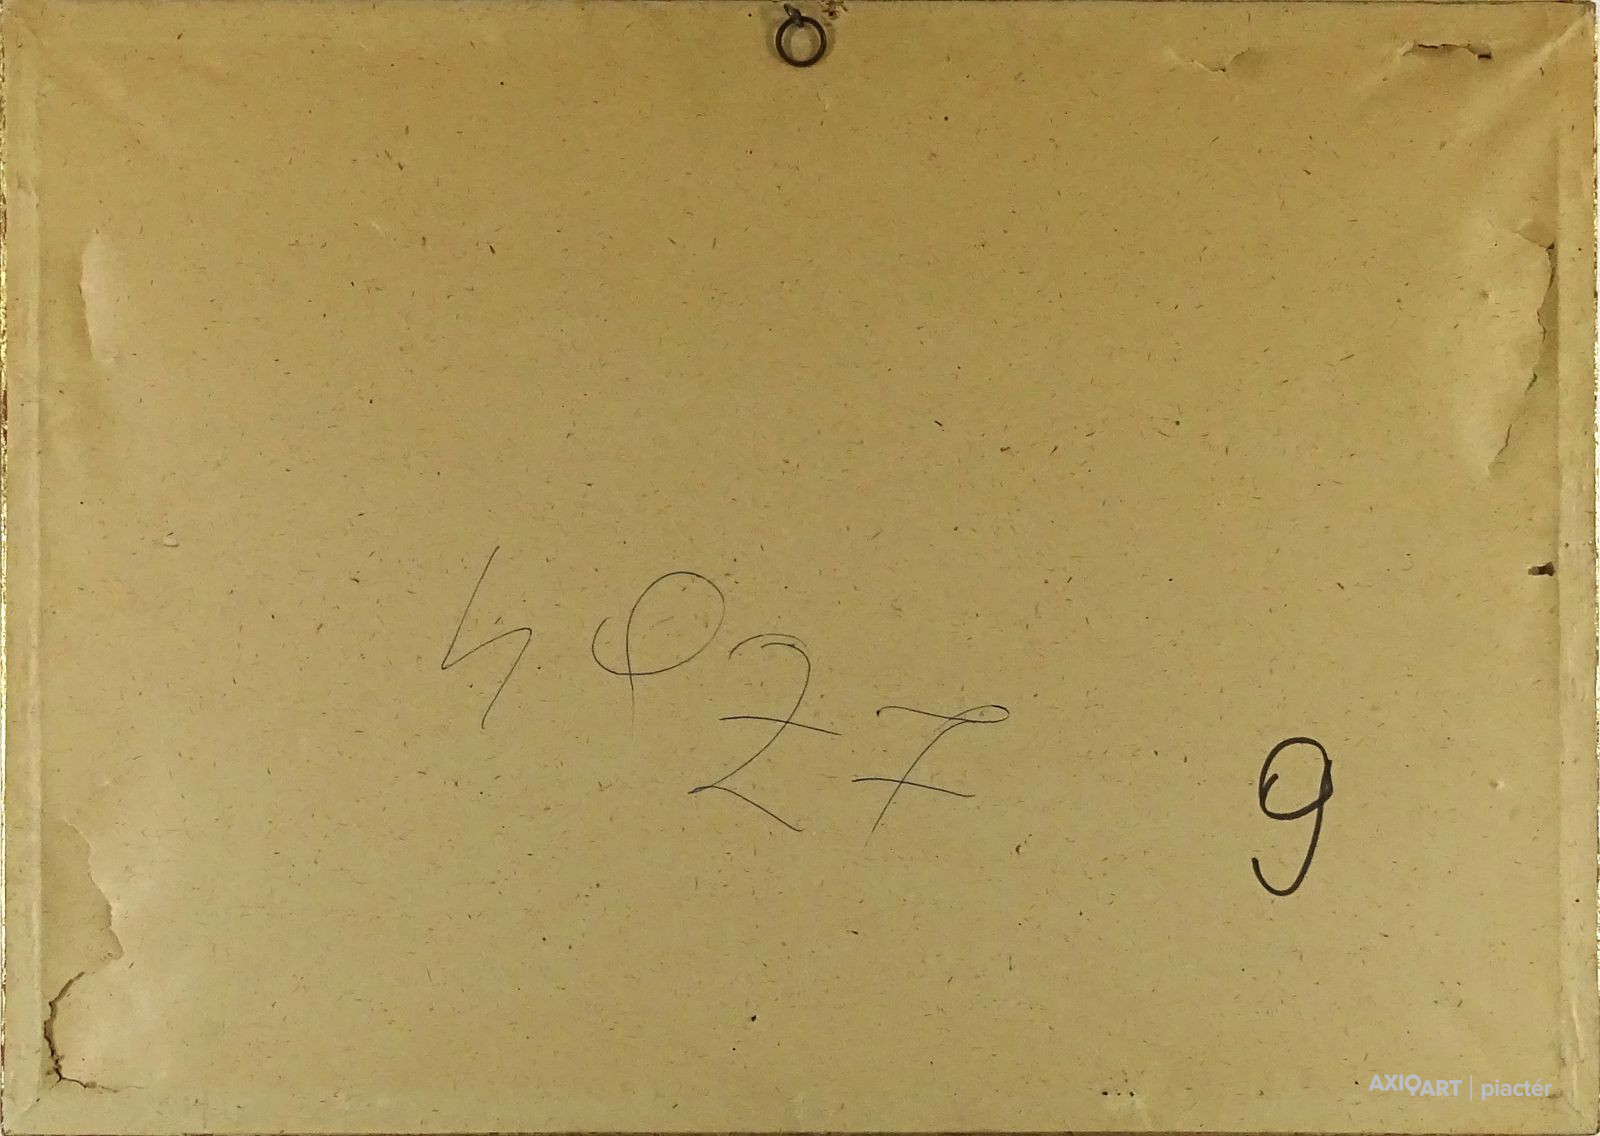 4027
9
AXIOART | piactér